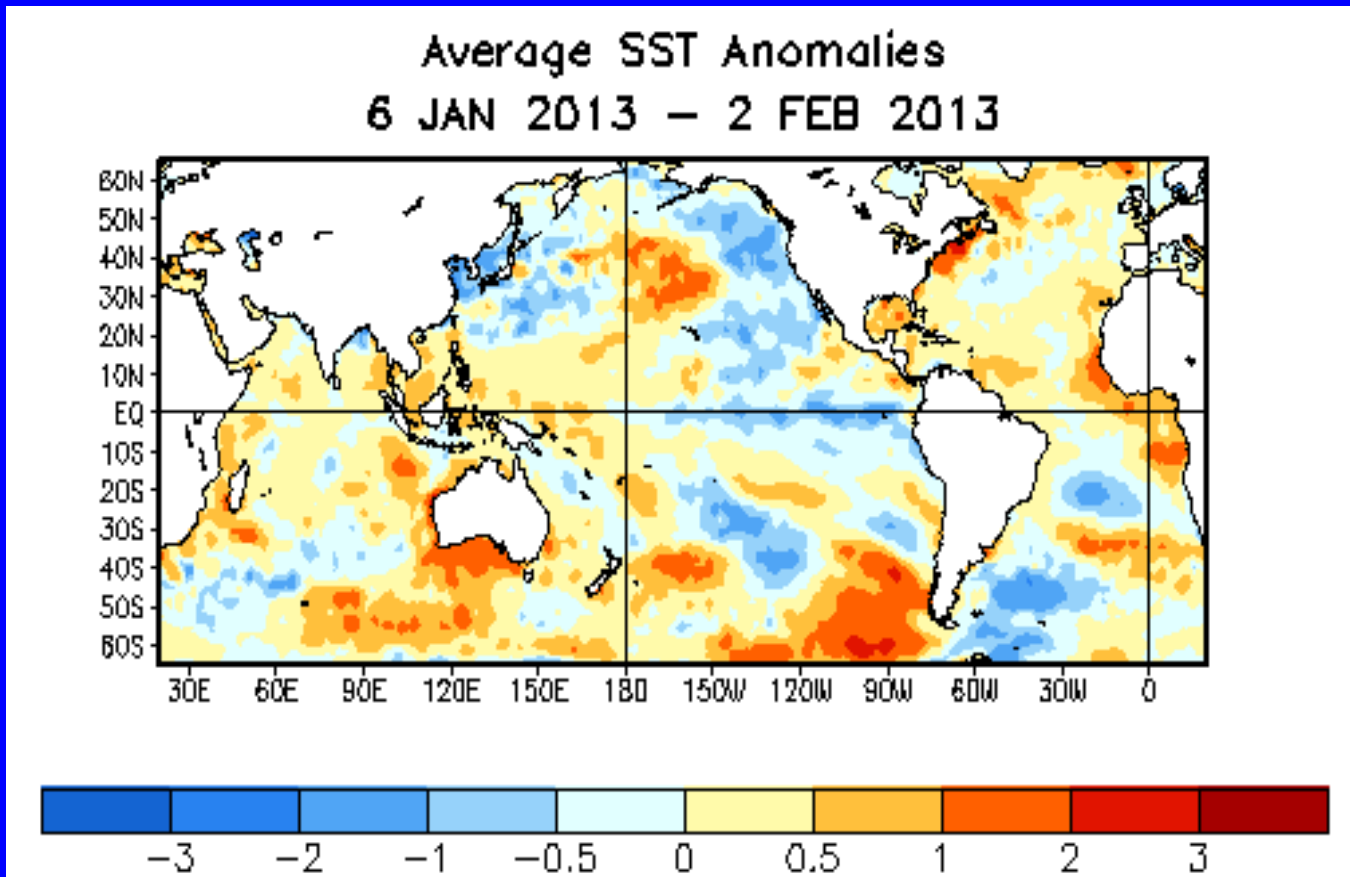 Average SST Anomalies
6 JAN 2013 – 2 FEB 2013
60N
50N
40N
30N
20N
10N
EQ
10S
20S
30S
40S
50S
60S
30E 60E 90E 120E 150E 180 150W 120W 90W 60W 30W 0
-3 -2 -1 -0.5 0 0.5 1 2 3